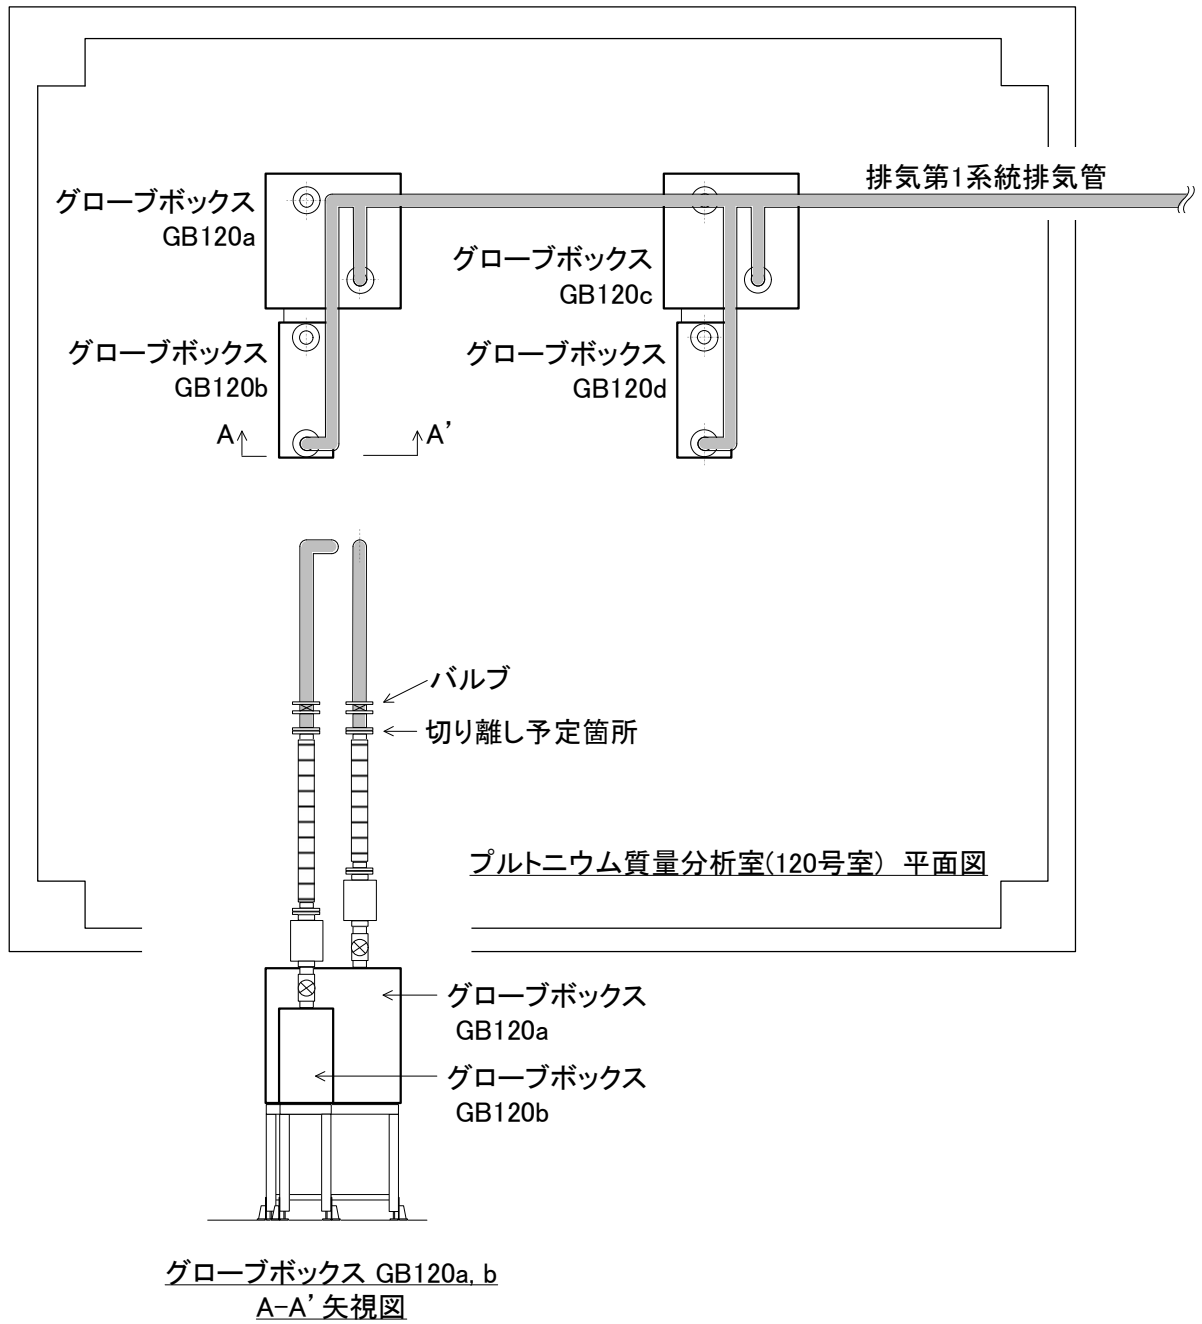 排気第1系統排気管
グローブボックス
GB120a
グローブボックス
GB120c
グローブボックス
GB120b
グローブボックス
GB120d
A
A’
バルブ
切り離し予定箇所
プルトニウム質量分析室(120号室) 平面図
グローブボックス
GB120a
グローブボックス
GB120b
グローブボックス GB120a, b
A-A’矢視図